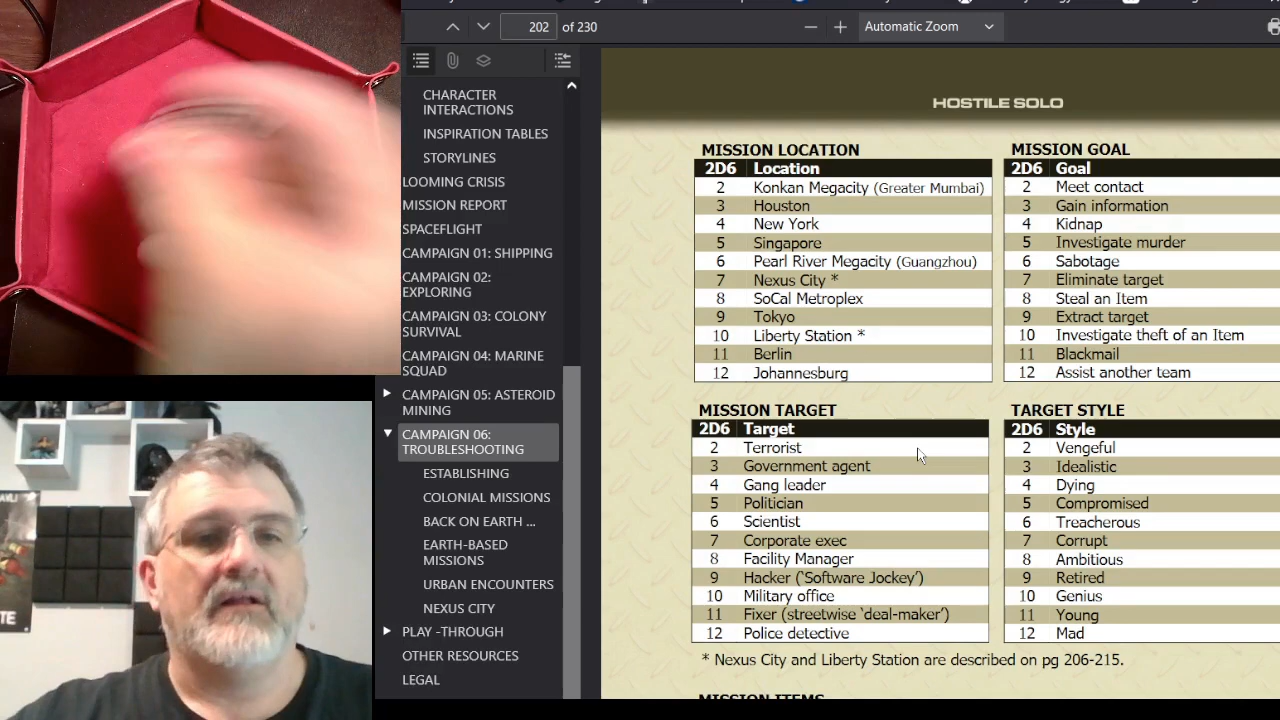 202 of 230
Automatic Zoom
CHARACTER
INTERACTIONS
INSPIRATION TABLES
STORYLINES
LOOMING CRISIS
MISSION REPORT
SPACEFLIGHT
CAMPAIGN 01: SHIPPING
CAMPAIGN 02:
EXPLORING
CAMPAIGN 03: COLONY
SURVIVAL
CAMPAIGN 04: MARINE
SQUAD
CAMPAIGN 05: ASTEROID
MINING
CAMPAIGN 06:
TROUBLESHOOTING
ESTABLISHING
COLONIAL MISSIONS
BACK ON EARTH ...
EARTH-BASED
MISSIONS
URBAN ENCOUNTERS
NEXUS CITY
PLAY -THROUGH
OTHER RESOURCES
LEGAL
HOSTILE SOLO
MISSION LOCATION
2D6 Location
2 Konkan Megacity (Greater Mumbai)
3 Houston
4 New York
5 Singapore
6 Pearl River Megacity (Guangzhou)
7 Nexus City *
8 SoCal Metroplex
9 Tokyo
10 Liberty Station *
11 Berlin
12 Johannesburg
MISSION GOAL
2D6 Goal
2 Meet contact
3 Gain information
4 Kidnap
5 Investigate murder
6 Sabotage
7 Eliminate target
8 Steal an Item
9 Extract target
10 Investigate theft of an Item
11 Blackmail
12 Assist another team
MISSION TARGET
2D6 Target
2 Terrorist
3 Government agent
4 Gang leader
5 Politician
6 Scientist
7 Corporate exec
8 Facility Manager
9 Hacker ('Software Jockey')
10 Military office
11 Fixer (streetwise 'deal-maker')
12 Police detective
TARGET STYLE
2D6 Style
2 Vengeful
3 Idealistic
4 Dying
5 Compromised
6 Treacherous
7 Corrupt
8 Ambitious
9 Retired
10 Genius
11 Young
12 Mad
* Nexus City and Liberty Station are described on pg 206-215.
MISSION ITEMS